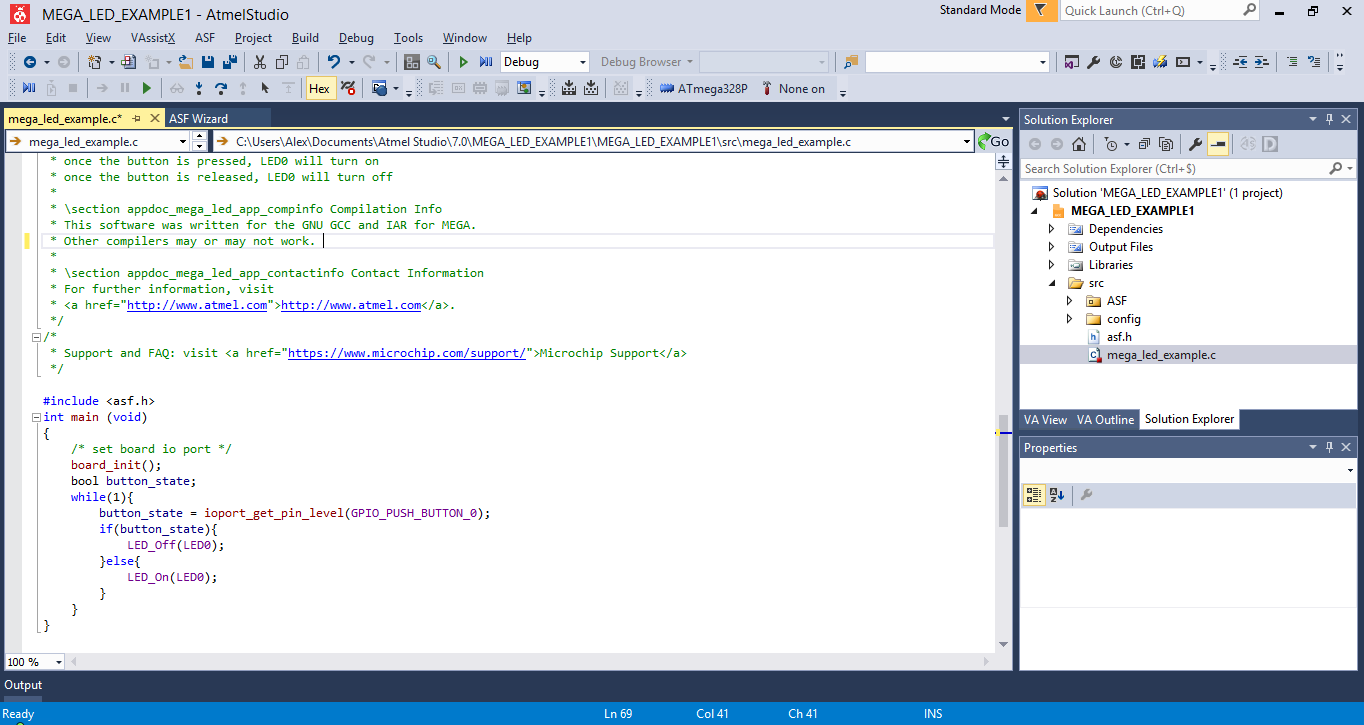 MEGA_LED_EXAMPLE1 - AtmelStudio
Standard Mode
Quick Launch (Ctrl+Q)
File Edit View VAssistX ASF Project Build Debug Tools Window Help
Debug
Debug Browser
Hex
ATmega328P
None on
mega_led_example.c*
ASF Wizard
mega_led_example.c
C:\Users\Alex\Documents\Atmel Studio\7.0\MEGA_LED_EXAMPLE1\MEGA_LED_EXAMPLE1\src\mega_led_example.c
Go
* once the button is pressed, LED0 will turn on
* once the button is released, LED0 will turn off
*
* \section appdoc_mega_led_app_compinfo Compilation Info
* This software was written for the GNU GCC and IAR for MEGA.
* Other compilers may or may not work.
*
* \section appdoc_mega_led_app_contactinfo Contact Information
* For further information, visit
* <a href="http://www.atmel.com">http://www.atmel.com</a>.
*/
/*
* Support and FAQ: visit <a href="https://www.microchip.com/support/">Microchip Support</a>
*/
#include <asf.h>
int main (void)
{
/* set board io port */
board_init();
bool button_state;
while(1){
button_state = ioport_get_pin_level(GPIO_PUSH_BUTTON_0);
if(button_state){
LED_Off(LED0);
}else{
LED_On(LED0);
}
}
}
100 %
Solution Explorer
Search Solution Explorer (Ctrl+$)
Solution 'MEGA_LED_EXAMPLE1' (1 project)
MEGA_LED_EXAMPLE1
Dependencies
Output Files
Libraries
src
ASF
config
asf.h
mega_led_example.c
VA View VA Outline Solution Explorer
Properties
Output
Ready
Ln 69
Col 41
Ch 41
INS